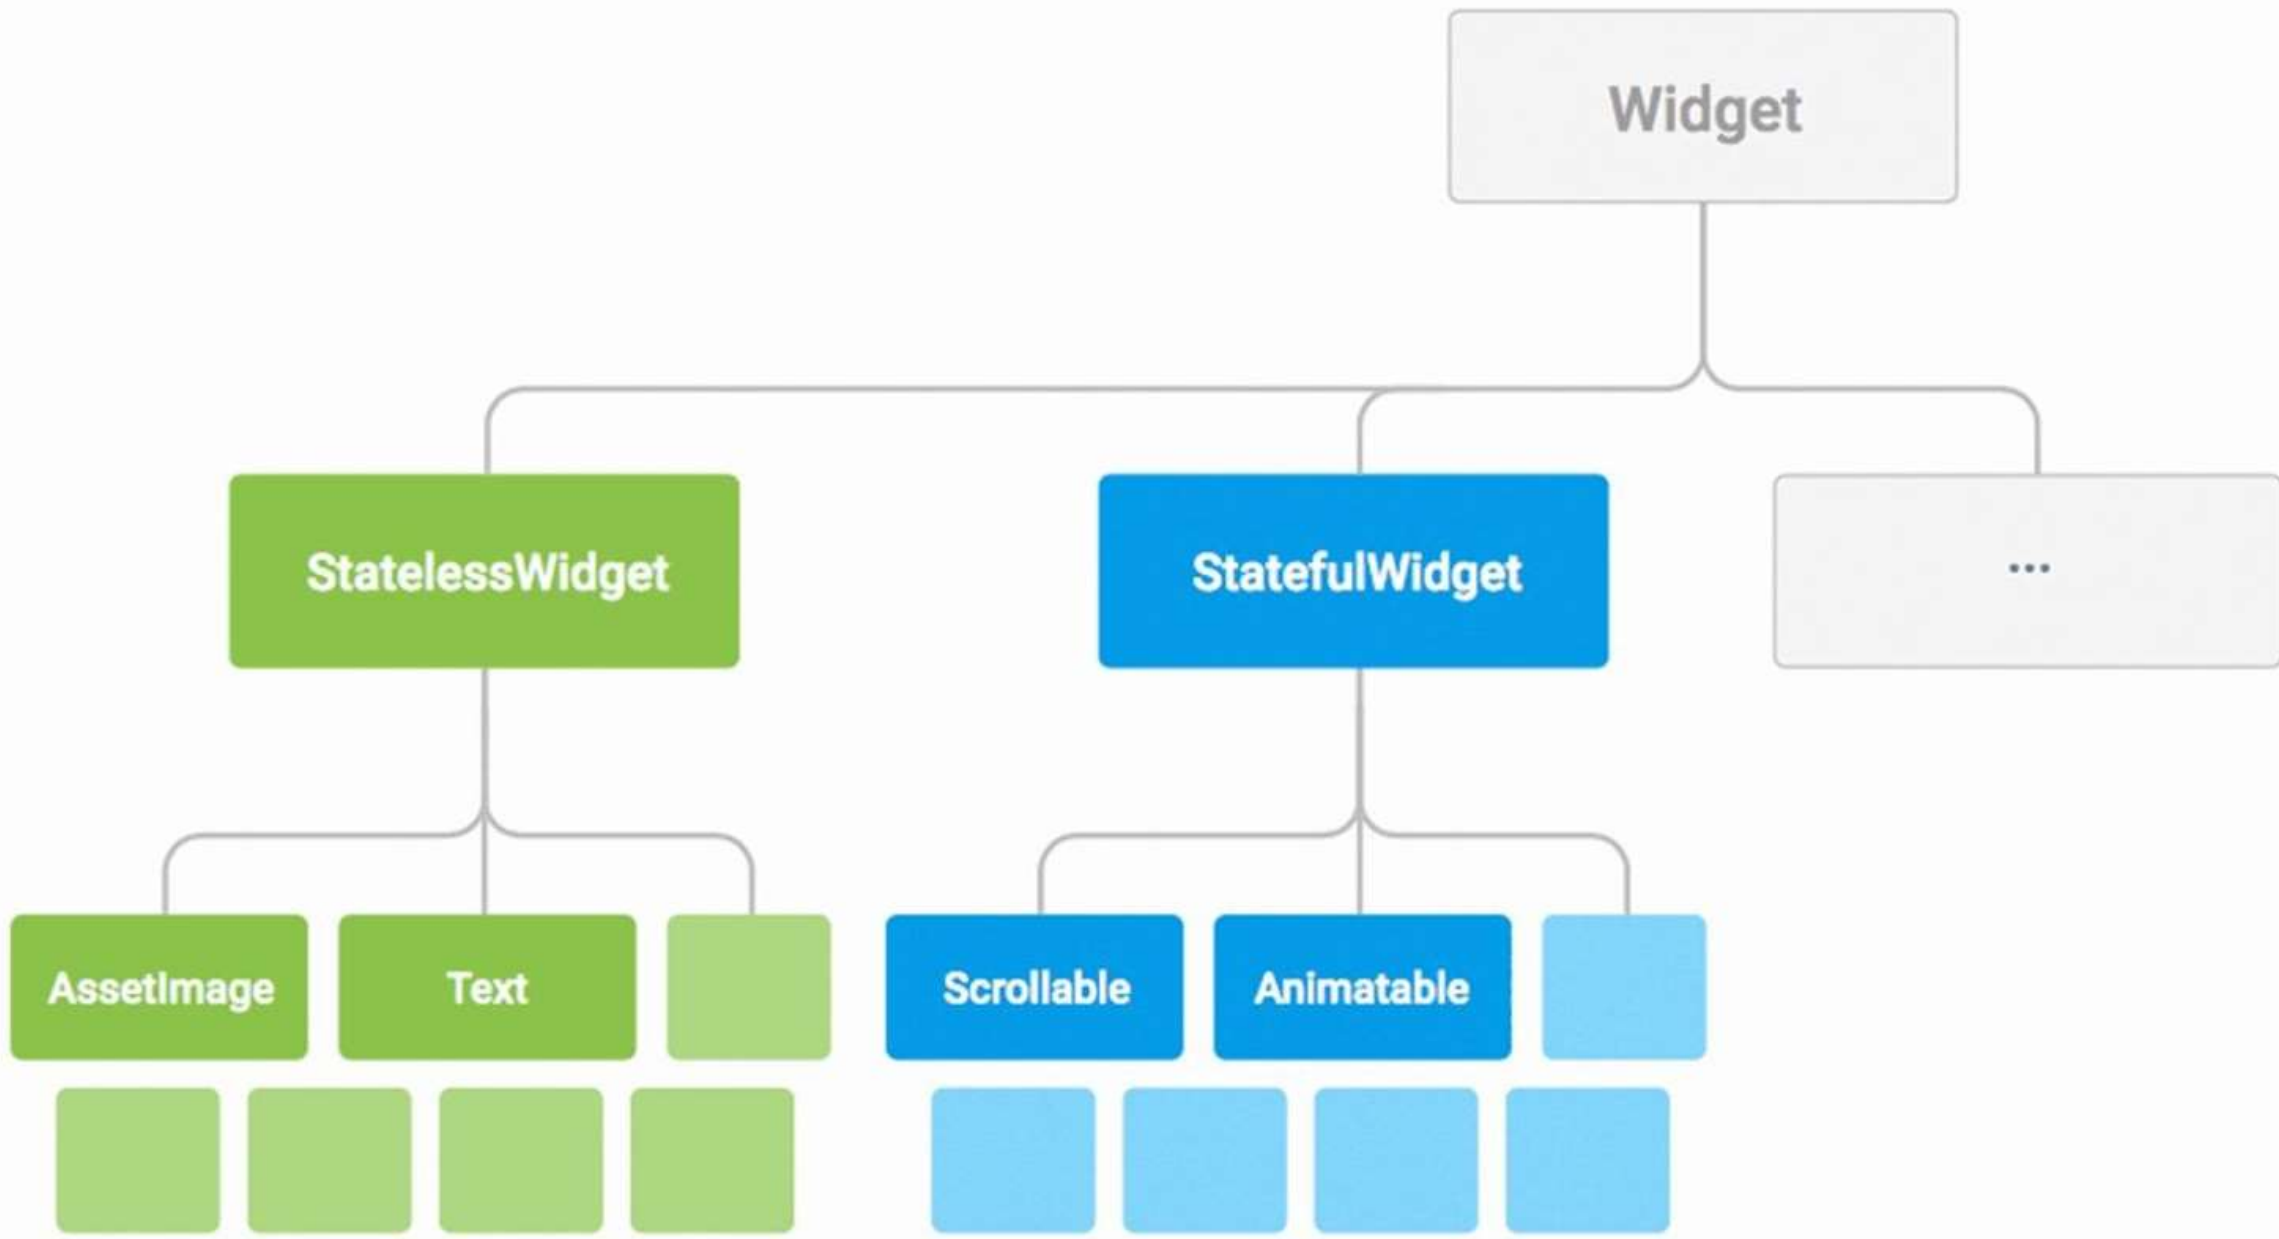 Widget
StatelessWidget
StatefulWidget
...
AssetImage
Text
Scrollable
Animatable